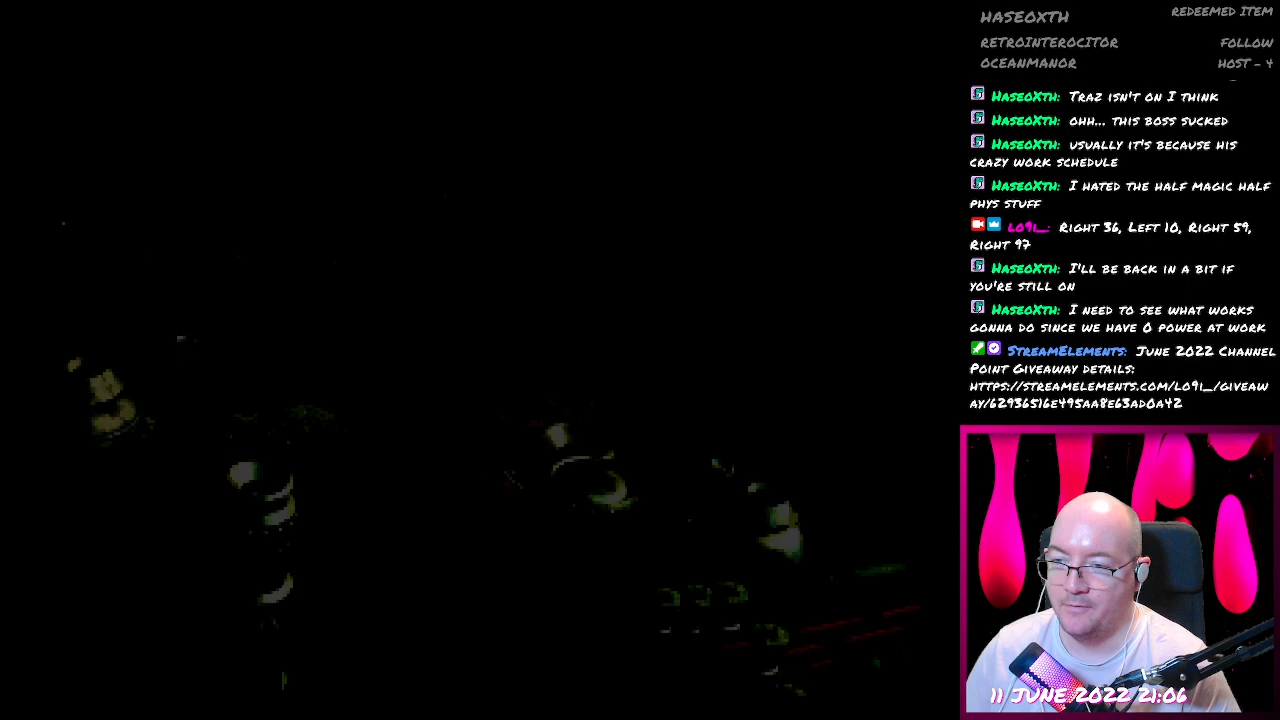 HASEOXTH REDEEMED ITEM
RETROINTEROCITOR FOLLOW
OCEANMANOR HOST - 4
HaseoXth: Traz isn't on I think
HaseoXth: ohh... this boss sucked
HaseoXth: usually it's because his
crazy work schedule
HaseoXth: I hated the half magic half
phys stuff
lo9i_: Right 36, Left 10, Right 59,
Right 97
HaseoXth: I'll be back in a bit if
you're still on
HaseoXth: I need to see what works
gonna do since we have 0 power at work
StreamElements: June 2022 Channel
Point Giveaway details:
https://streamelements.com/lo9i_/giveaw
ay/62936516e495aa8e63ad0a42
11 June 2022 21:06